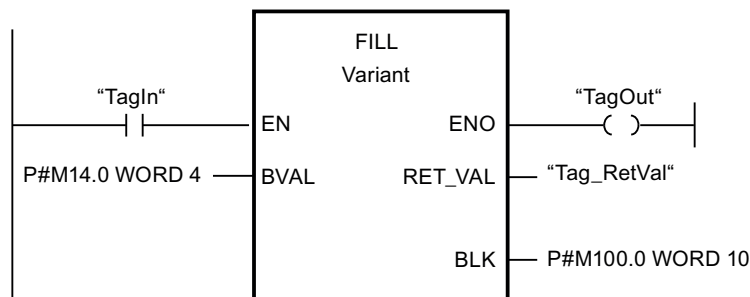 FILL
Variant
“TagIn“ “TagOut“
EN ENO
P#M14.0 WORD 4 BVAL RET_VAL “Tag_RetVal“
BLK P#M100.0 WORD 10